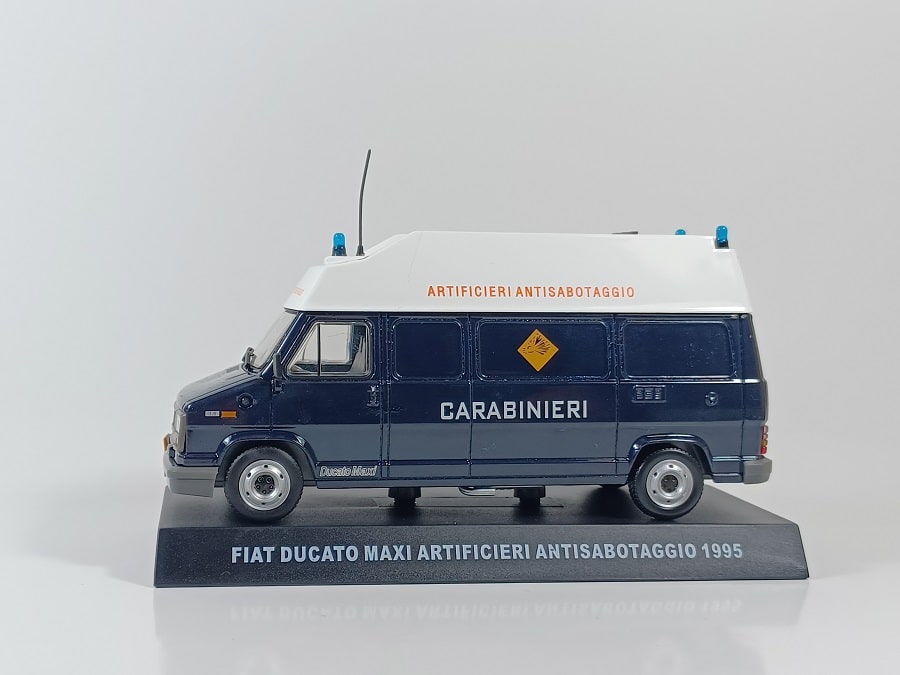 ARTIFICIERI ANTISABOTAGGIO
CARABINIERI
Ducato Maxi
FIAT DUCATO MAXI ARTIFICIERI ANTISABOTAGGIO 1995